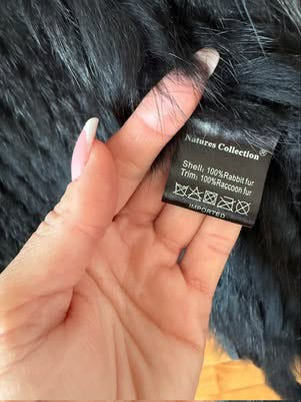 Natures Collection®
Shell: 100%Rabbit fur
Trim: 100%Raccoon fur
IMPORTED